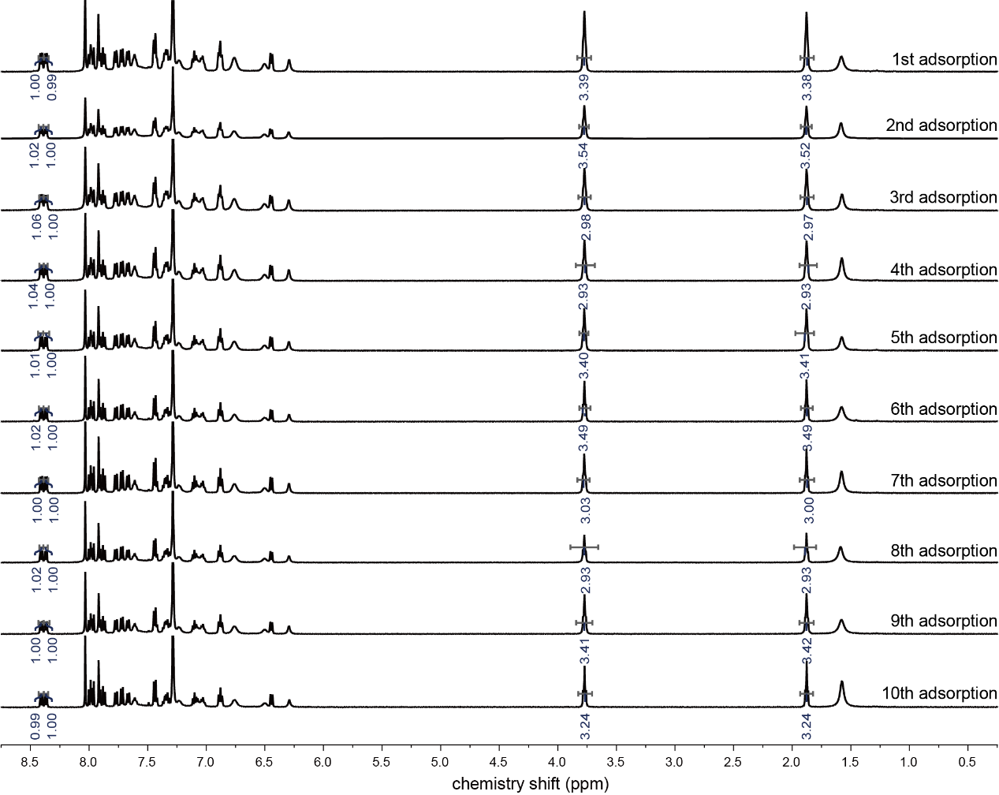 1st adsorption
1.00 0.99 3.39 3.38
2nd adsorption
1.02 1.00 3.54 3.52
3rd adsorption
1.06 1.00 2.98 2.97
4th adsorption
1.04 1.00 2.93 2.93
5th adsorption
1.01 1.00 3.40 3.41
6th adsorption
1.02 1.00 3.49 3.49
7th adsorption
1.00 1.00 3.03 3.00
8th adsorption
1.02 1.00 2.93 2.93
9th adsorption
1.00 1.00 3.41 3.42
10th adsorption
0.99 1.00 3.24 3.24
8.5 8.0 7.5 7.0 6.5 6.0 5.5 5.0 4.5 4.0 3.5 3.0 2.5 2.0 1.5 1.0 0.5
chemistry shift (ppm)